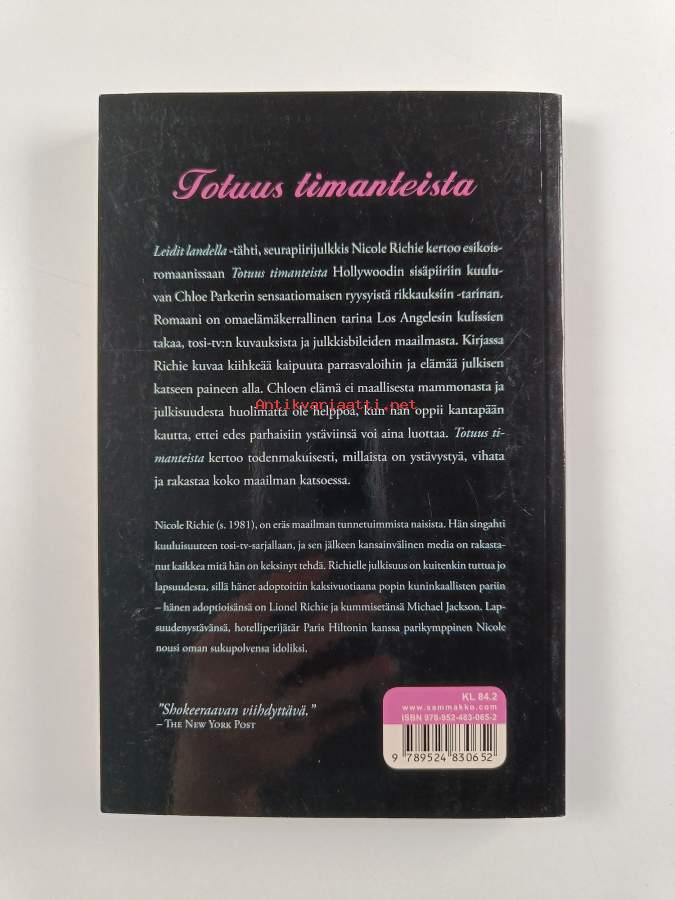 Totuus timanteista
Leidit landella -tähti, seurapiirijulkkis Nicole Richie kertoo esikois-
romaanissaan Totuus timanteista Hollywoodin sisäpiiriin kuulu-
van Chloe Parkerin sensaatiomaisen ryysyistä rikkauksiin -tarinan.
Romaani on omaelämäkerrallinen tarina Los Angelesin kulissien
takaa, tosi-tv:n kuvauksista ja julkkisbileiden maailmasta. Kirjassa
Richie kuvaa kiihkeää kaipuuta parrasvaloihin ja elämää julkisen
katseen paineen alla. Chloen elämä ei maallisesta mammonasta ja
Antikvariaatti.net
julkisuudesta huolimatta ole helppoa, kun hän oppii kantapään
kautta, ettei edes parhaisiin ystäviinsä voi aina luottaa. Totuus ti-
manteista kertoo todenmakuisesti, millaista on ystävystyä, vihata
ja rakastaa koko maailman katsoessa.
Nicole Richie (s. 1981), on eräs maailman tunnetuimmista naisista. Hän singahti
kuuluisuuteen tosi-tv-sarjallaan, ja sen jälkeen kansainvälinen media on rakasta-
nut kaikkea mitä hän on keksinyt tehdä. Richielle julkisuus on kuitenkin tuttua jo
lapsuudesta, sillä hänet adoptoitiin kaksivuotiaana popin kuninkaallisten pariin
– hänen adoptioisänsä on Lionel Richie ja kummisetänsä Michael Jackson. Lap-
suudenystävänsä, hotelliperijätär Paris Hiltonin kanssa parikymppinen Nicole
nousi oman sukupolvensa idoliksi.
"Shokeeraavan viihdyttävä."
– The New York Post
KL 84.2
www.sammakko.com
ISBN 978-952-483-065-2
9 789524 830652